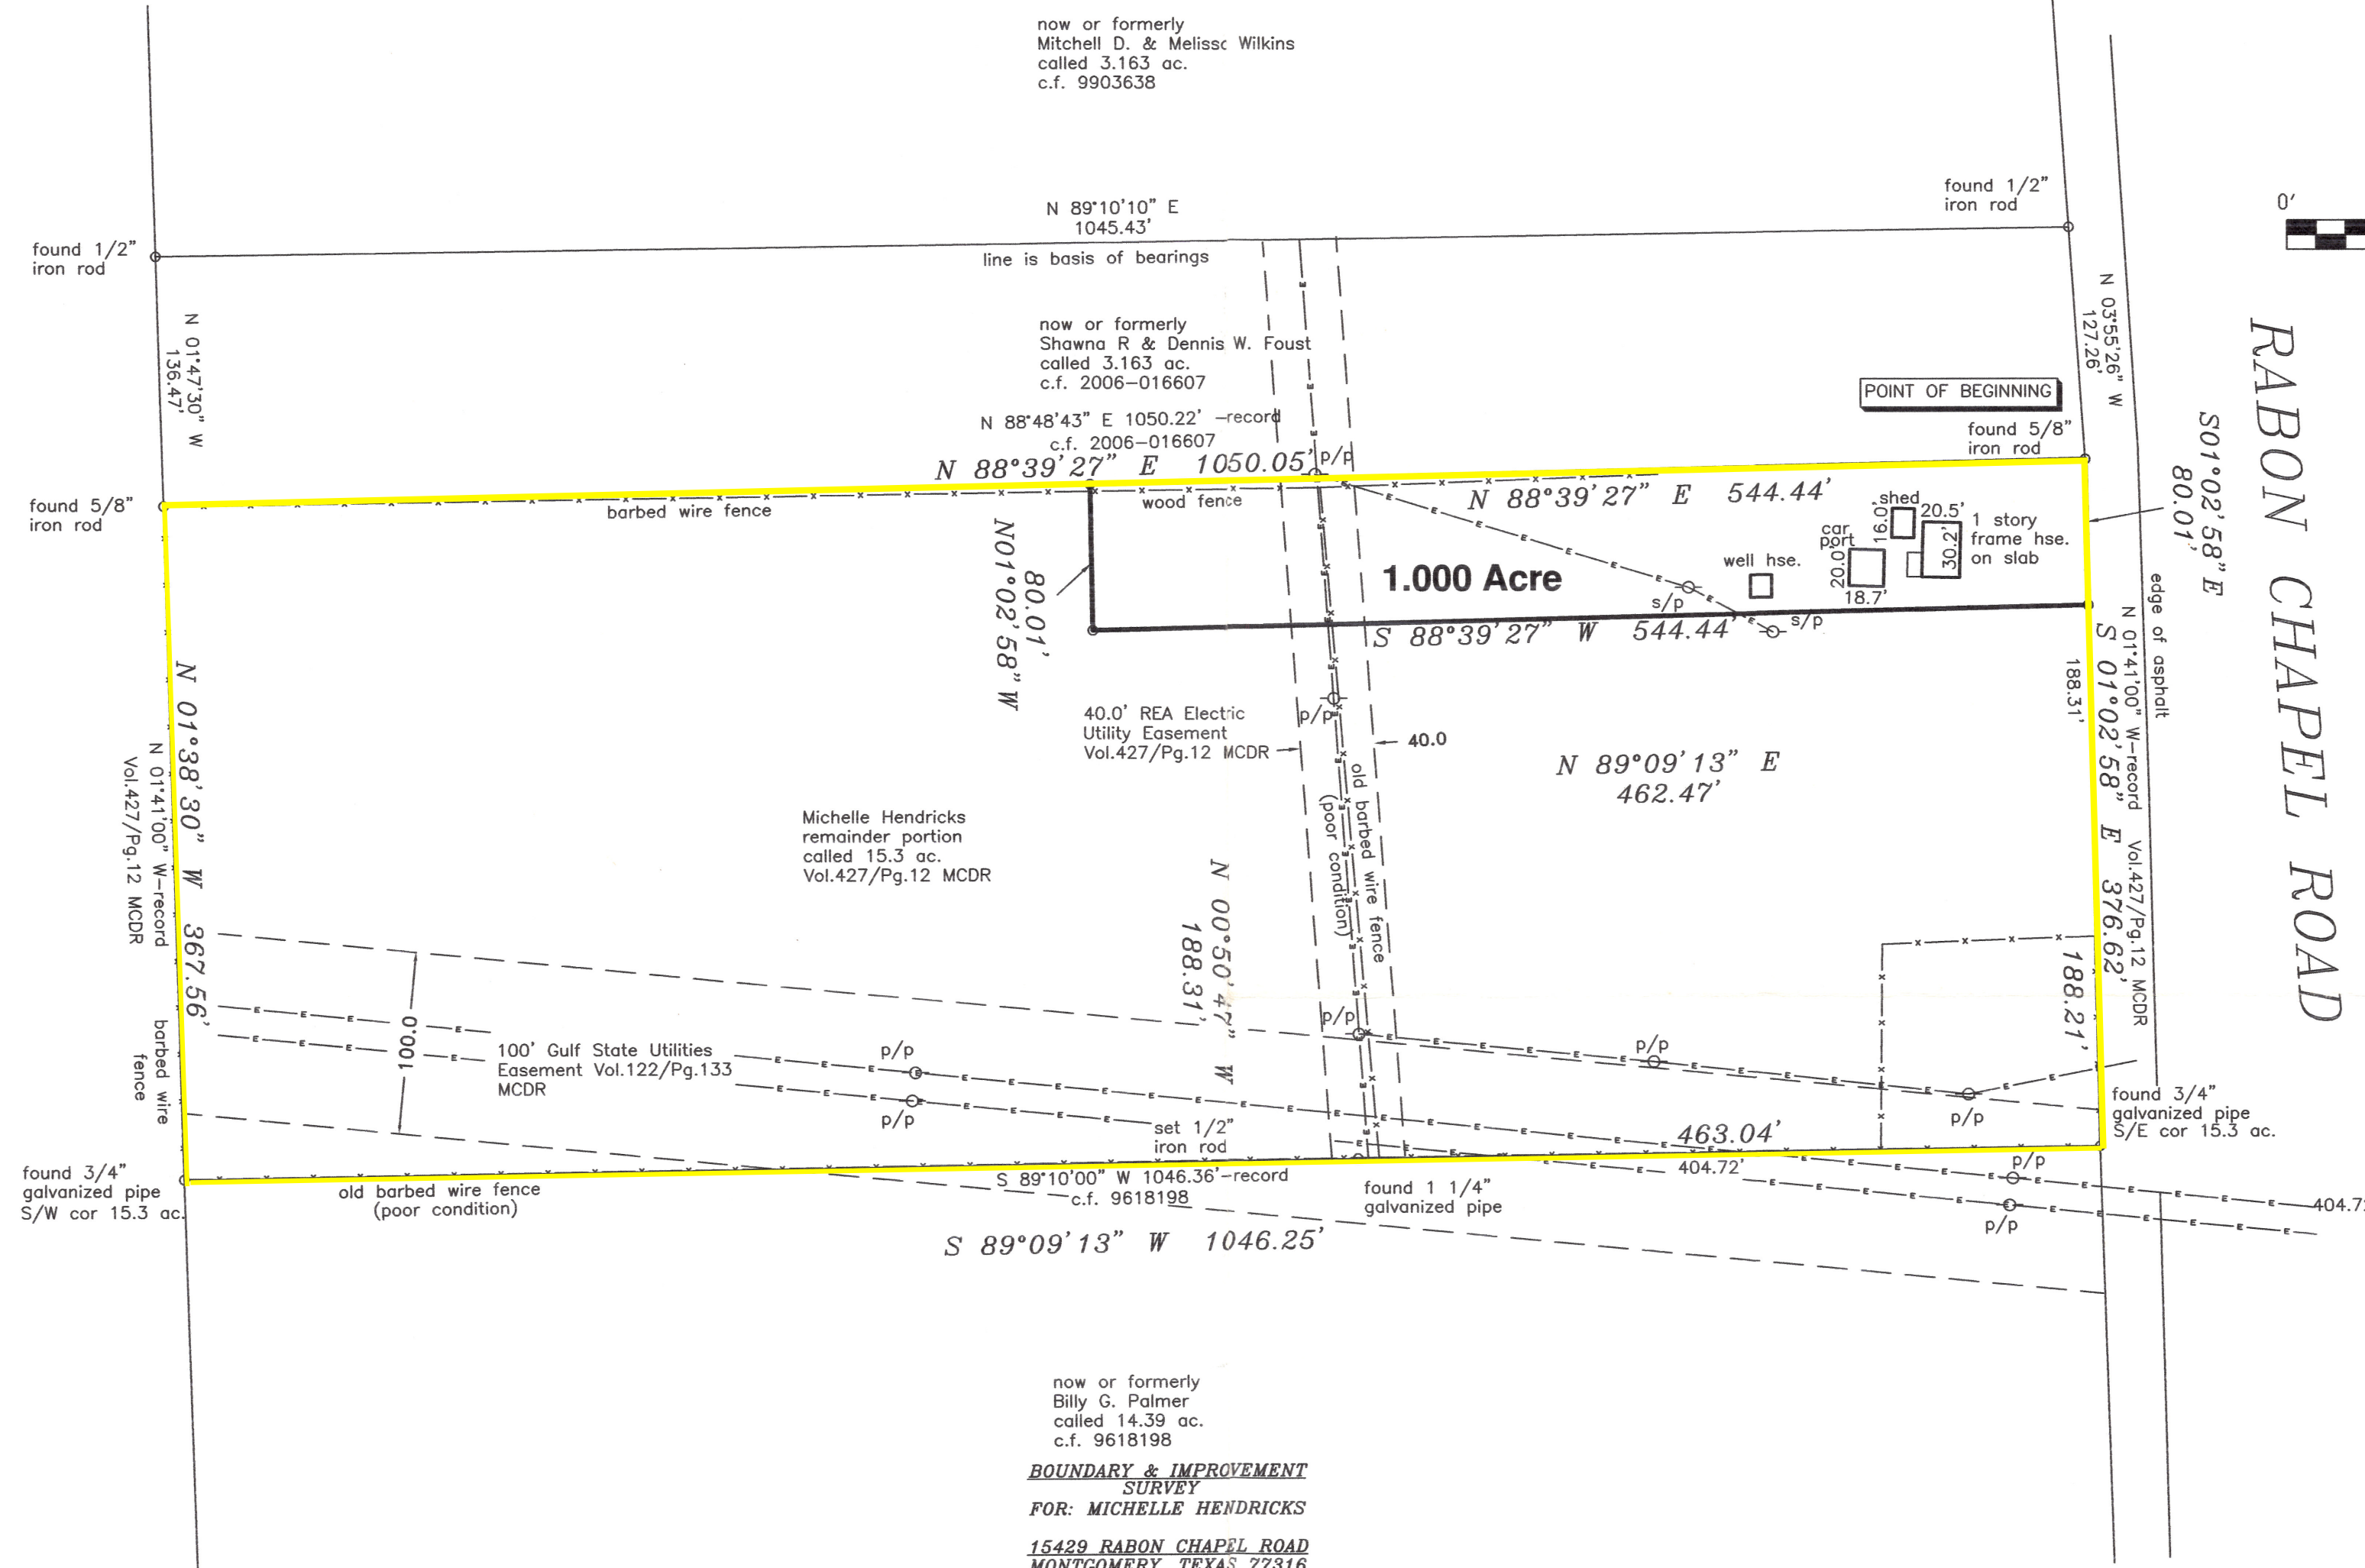 now or formerly
Mitchell D. & Melissa Wilkins
called 3.163 ac.
c.f. 9903638
found 1/2"
iron rod
0'
N 89°10'10" E
1045.43'
line is basis of bearings
found 1/2"
iron rod
N 01°47'30" W
136.47'
now or formerly
Shawna R & Dennis W. Foust
called 3.163 ac.
c.f. 2006-016607
N 03°55'26" W
127.26'
POINT OF BEGINNING
RABON CHAPEL ROAD
N 88°48'43" E 1050.22' -record
c.f. 2006-016607
N 88°39'27" E 1050.05'
p/p
found 5/8"
iron rod
S01°02'58" E
80.01'
found 5/8"
iron rod
barbed wire fence
wood fence
N 88°39'27" E 544.44'
shed
16.0'
20.5'
30.2'
1 story
frame hse.
on slab
car
port
20.0'
18.7'
well hse.
1.000 Acre
s/p
s/p
80.01'
N01°02'58" W
S 88°39'27" W 544.44'
edge of asphalt
N 01°41'00" W-record Vol.427/Pg.12 MCDR
S 01°02'58" E 376.62'
188.31'
40.0' REA Electric
Utility Easement
Vol.427/Pg.12 MCDR
p/p
40.0
N 89°09'13" E
462.47'
old barbed wire fence
(poor condition)
N 01°38'30" W 367.56'
N 01°41'00" W-record
Vol.427/Pg.12 MCDR
Michelle Hendricks
remainder portion
called 15.3 ac.
Vol.427/Pg.12 MCDR
N 00°50'47" W
188.31'
188.21'
100.0'
barbed wire
fence
100' Gulf State Utilities
Easement Vol.122/Pg.133
MCDR
p/p
p/p
p/p
p/p
p/p
set 1/2"
iron rod
463.04'
404.72'
found 3/4"
galvanized pipe
S/E cor 15.3 ac.
found 3/4"
galvanized pipe
S/W cor 15.3 ac.
old barbed wire fence
(poor condition)
S 89°10'00" W 1046.36'-record
c.f. 9618198
found 1 1/4"
galvanized pipe
p/p
p/p
404.7
S 89°09'13" W 1046.25'
now or formerly
Billy G. Palmer
called 14.39 ac.
c.f. 9618198
BOUNDARY & IMPROVEMENT
SURVEY
FOR: MICHELLE HENDRICKS
15429 RABON CHAPEL ROAD
MONTGOMERY, TEXAS 77316